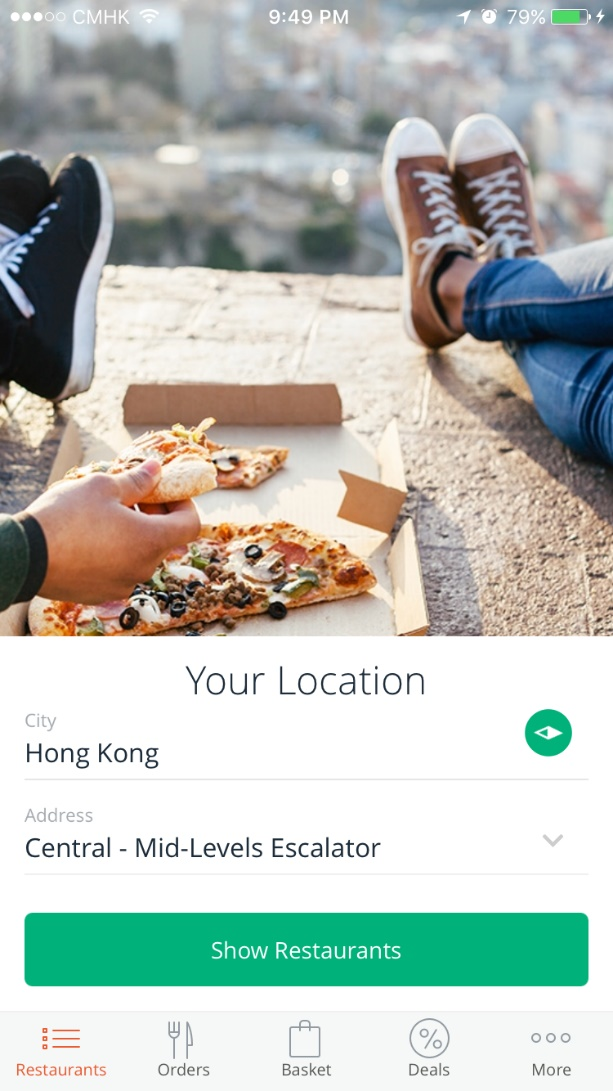 CMHK 9:49 PM 79%
Your Location
City
Hong Kong
Address
Central - Mid-Levels Escalator
Show Restaurants
%
Restaurants Orders Basket Deals More